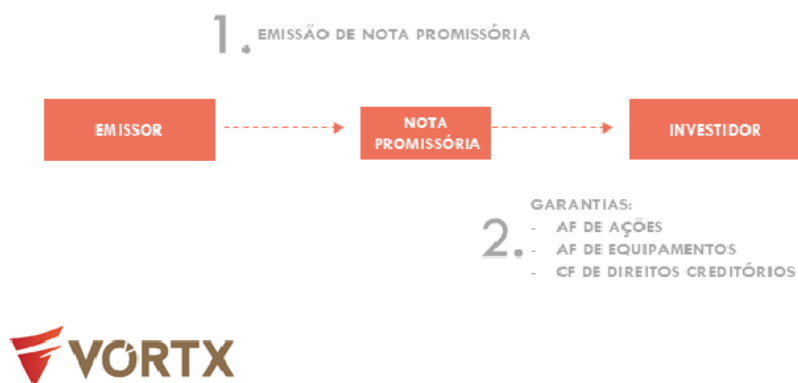 1. EMISSÃO DE NOTA PROMISSÓRIA
EMISSOR
NOTA
PROMISSÓRIA
INVESTIDOR
2.
GARANTIAS:
- AF DE AÇÕES
- AF DE EQUIPAMENTOS
- CF DE DIREITOS CREDITÓRIOS
VÓRTX